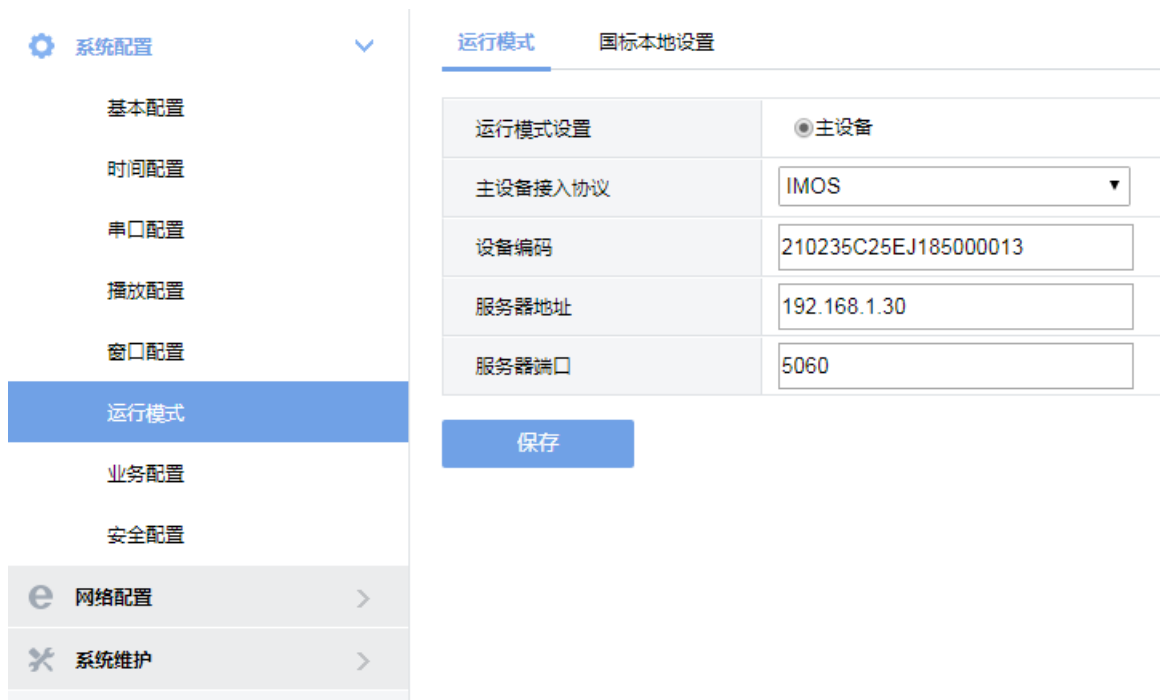 系统配置
基本配置
时间配置
串口配置
播放配置
窗口配置
运行模式
业务配置
安全配置
网络配置
系统维护
运行模式 国标本地设置
运行模式设置 主设备
主设备接入协议 IMOS
设备编码 210235C25EJ185000013
服务器地址 192.168.1.30
服务器端口 5060
保存